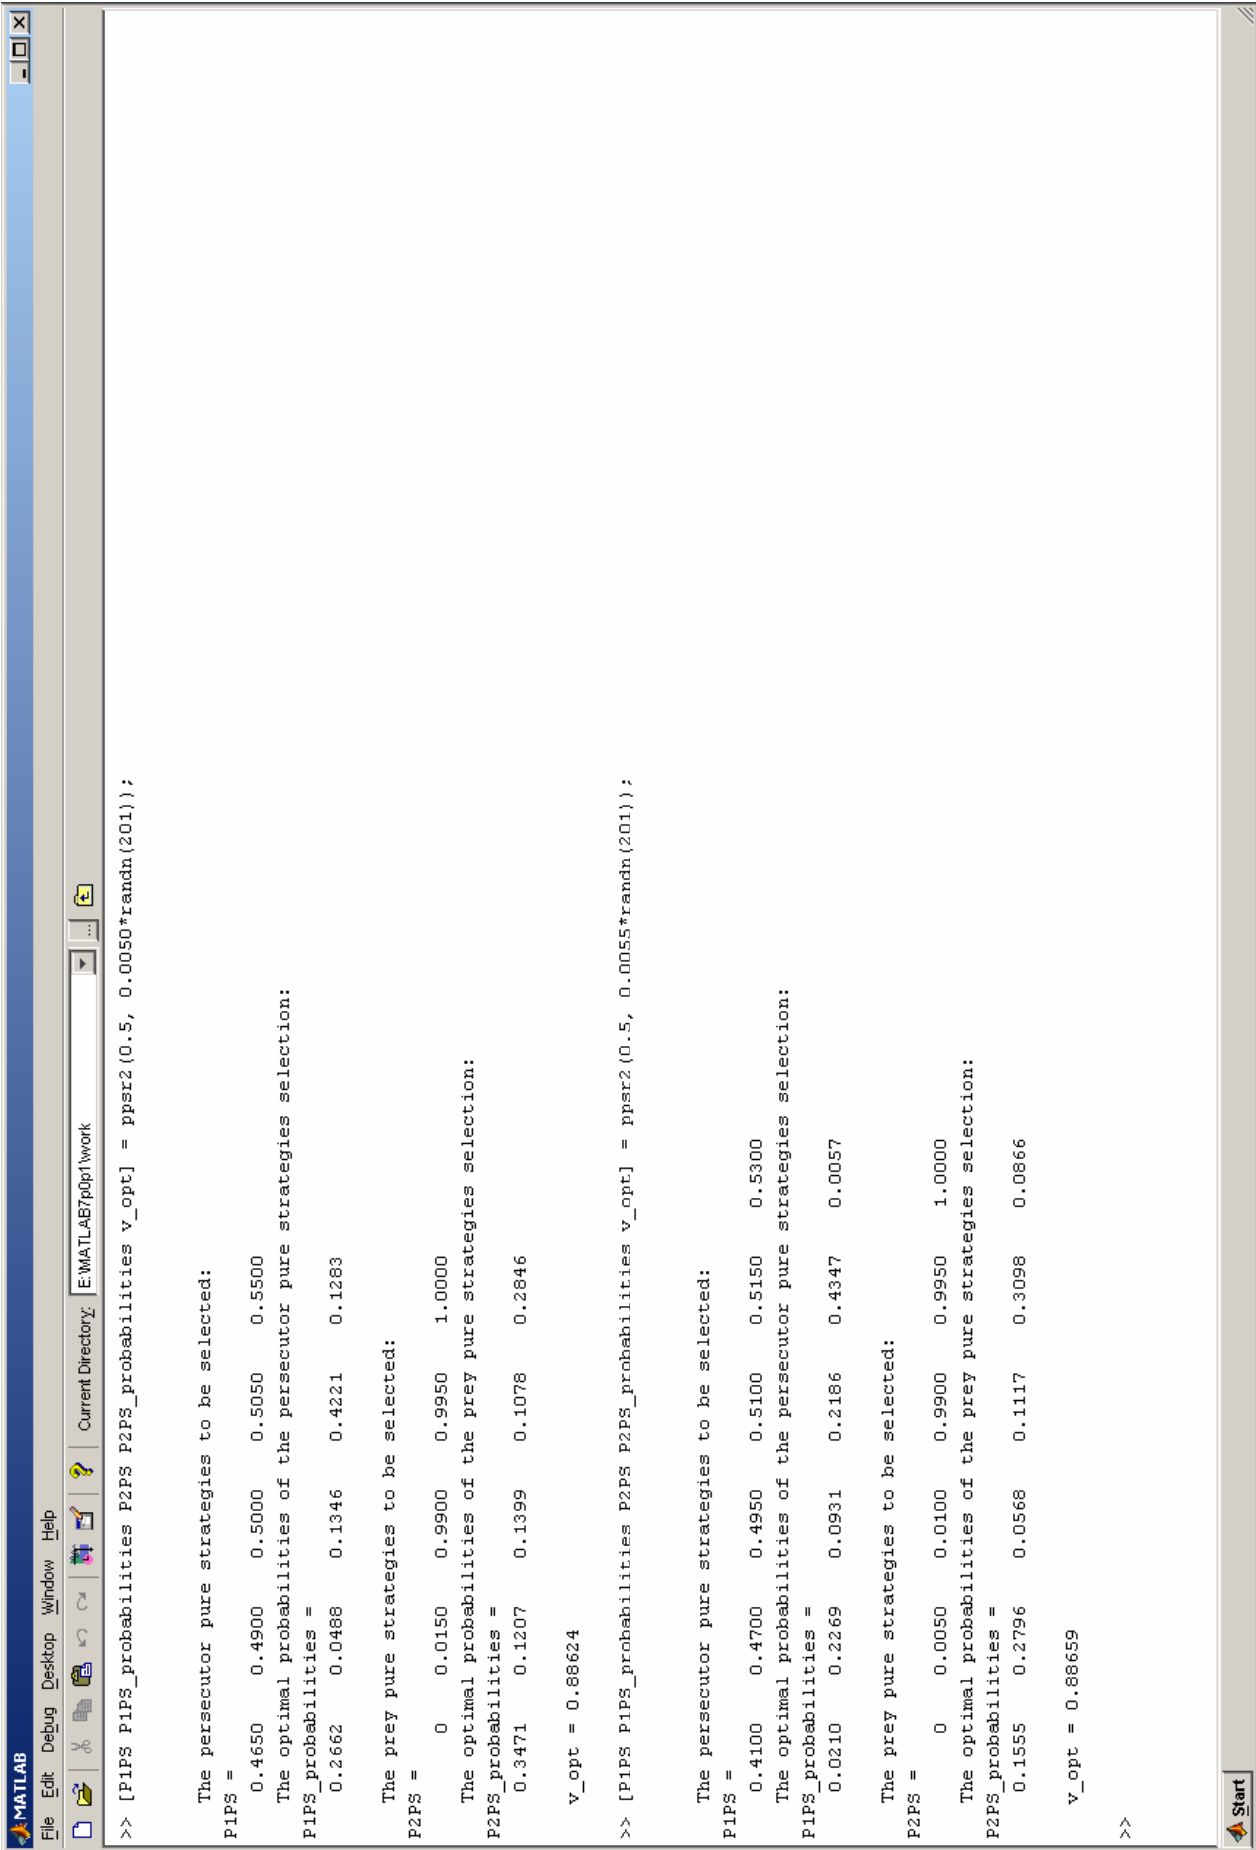 MATLAB
File Edit Debug Desktop Window Help
Current Directory: E:\MATLAB7p0p1\work ...
>> [P1PS P1PS_probabilities P2PS P2PS_probabilities v_opt] = ppsr2(0.5, 0.0050*randn(201));
The persecutor pure strategies to be selected:
P1PS =
0.4650 0.4900 0.5000 0.5050 0.5500
The optimal probabilities of the persecutor pure strategies selection:
P1PS_probabilities =
0.2662 0.0488 0.1346 0.4221 0.1283
The prey pure strategies to be selected:
P2PS =
0 0.0150 0.9900 0.9950 1.0000
The optimal probabilities of the prey pure strategies selection:
P2PS_probabilities =
0.3471 0.1207 0.1399 0.1078 0.2846
v_opt = 0.88624
>> [P1PS P1PS_probabilities P2PS P2PS_probabilities v_opt] = ppsr2(0.5, 0.0055*randn(201));
The persecutor pure strategies to be selected:
P1PS =
0.4100 0.4700 0.4950 0.5100 0.5150 0.5300
The optimal probabilities of the persecutor pure strategies selection:
P1PS_probabilities =
0.0210 0.2269 0.0931 0.2186 0.4347 0.0057
The prey pure strategies to be selected:
P2PS =
0 0.0050 0.0100 0.9900 0.9950 1.0000
The optimal probabilities of the prey pure strategies selection:
P2PS_probabilities =
0.1555 0.2796 0.0568 0.1117 0.3098 0.0866
v_opt = 0.88659
>>
Start